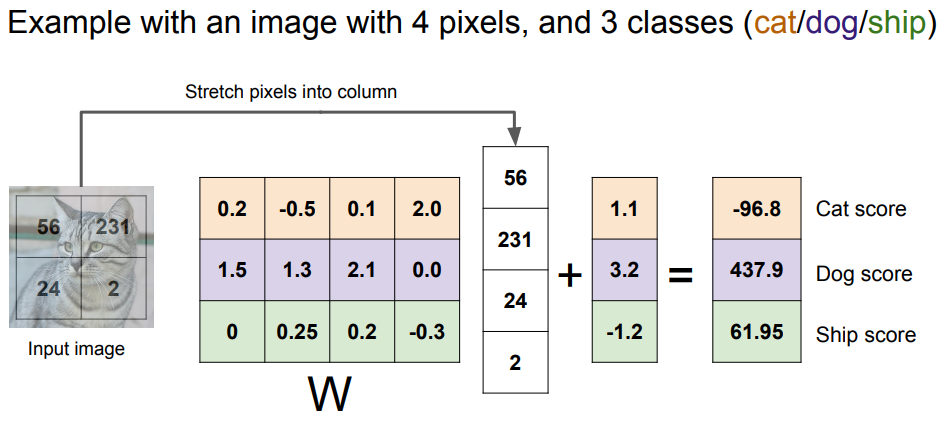 Example with an image with 4 pixels, and 3 classes (cat/dog/ship)
Stretch pixels into column
56 231
24 2
Input image
0.2 -0.5 0.1 2.0
1.5 1.3 2.1 0.0
0 0.25 0.2 -0.3
W
56
231
24
2
+
1.1
3.2
-1.2
=
-96.8 Cat score
437.9 Dog score
61.95 Ship score